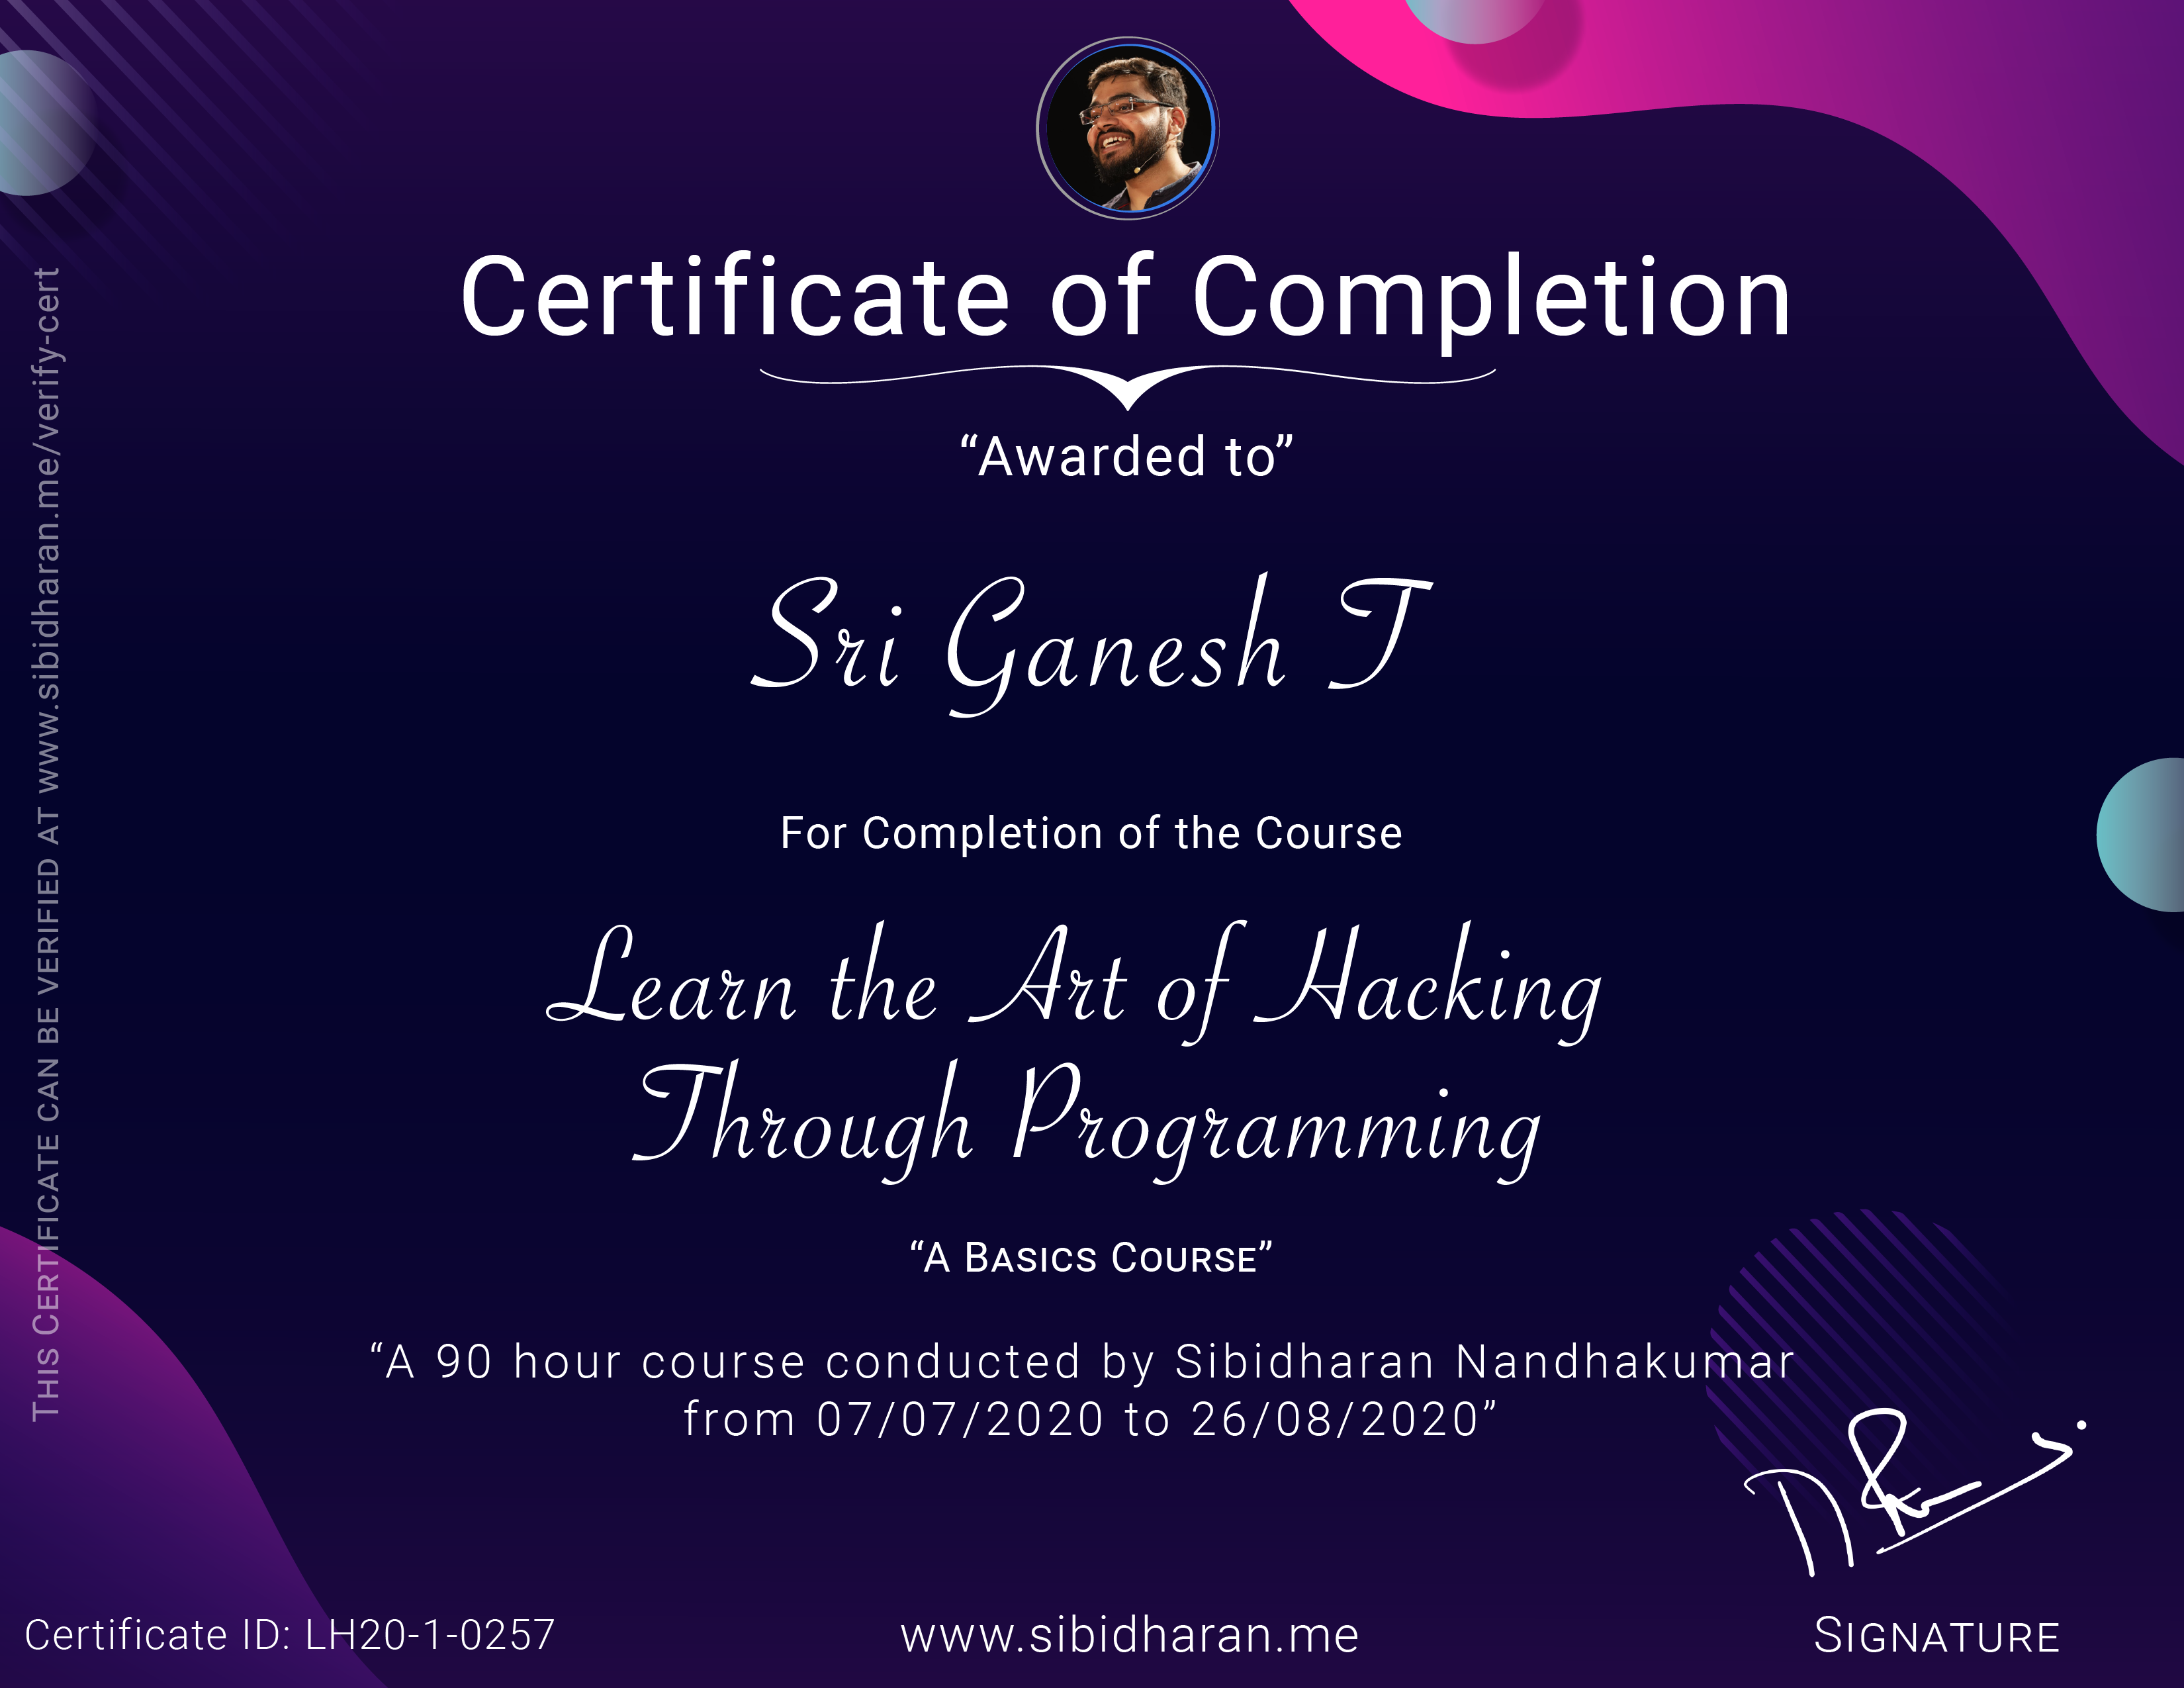 Certificate of Completion
“Awarded to”
Sri Ganesh T
For Completion of the Course
Learn the Art of Hacking
Through Programming
“A Basics Course”
“A 90 hour course conducted by Sibidharan Nandhakumar
from 07/07/2020 to 26/08/2020”
Certificate ID: LH20-1-0257
www.sibidharan.me
Signature
This Certificate can be verified at www.sibidharan.me/verify-cert